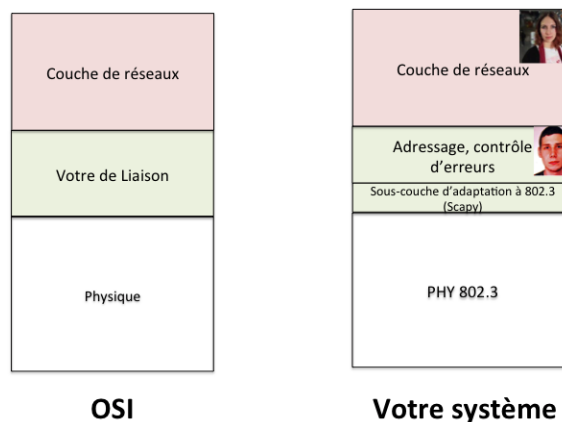 Couche de réseaux
Votre de Liaison
Physique
OSI
Couche de réseaux
Adressage, contrôle
d'erreurs
Sous-couche d'adaptation à 802.3
(Scapy)
PHY 802.3
Votre système